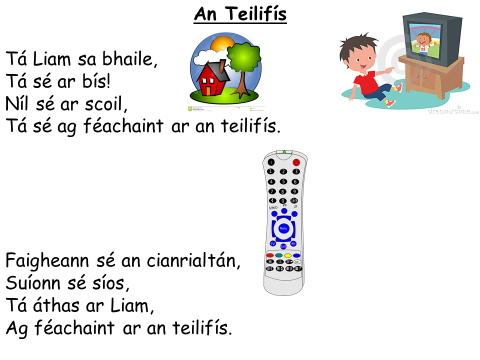 An Teilifís
Tá Liam sa bhaile,
Tá sé ar bís!
Níl sé ar scoil,
Tá sé ag féachaint ar an teilifís.
Faigheann sé an cianrialtán,
Suíonn sé síos,
Tá áthas ar Liam,
Ag féachaint ar an teilifís.